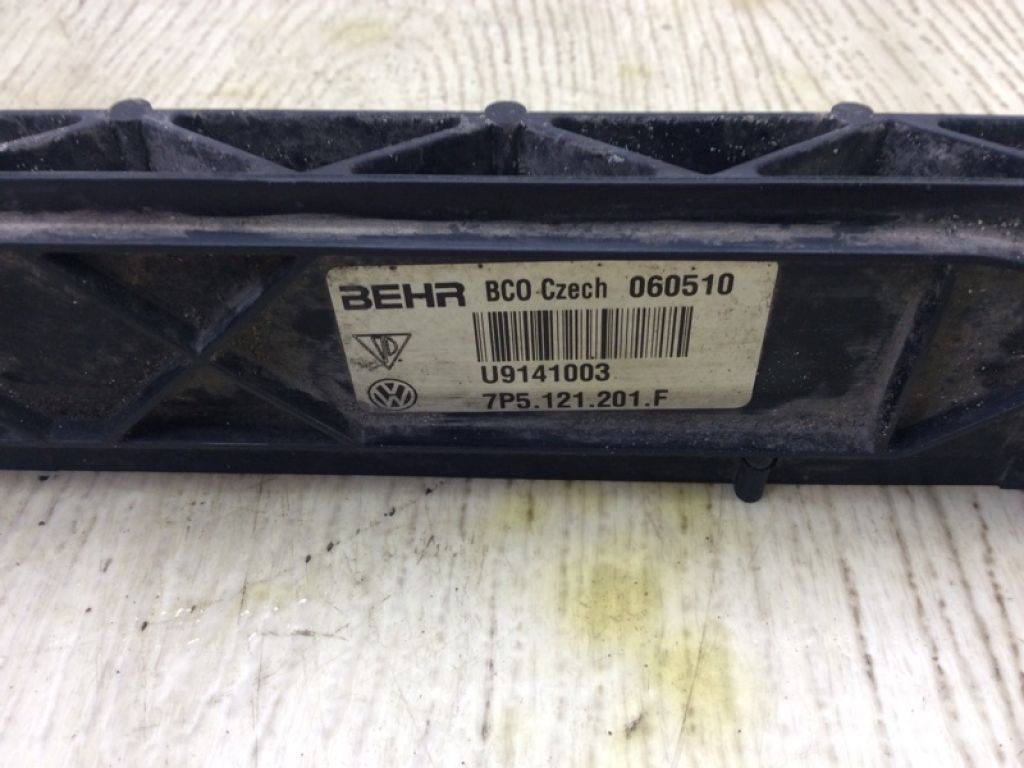 BEHR BCO Czech 060510
U9141003
7P5.121.201.F